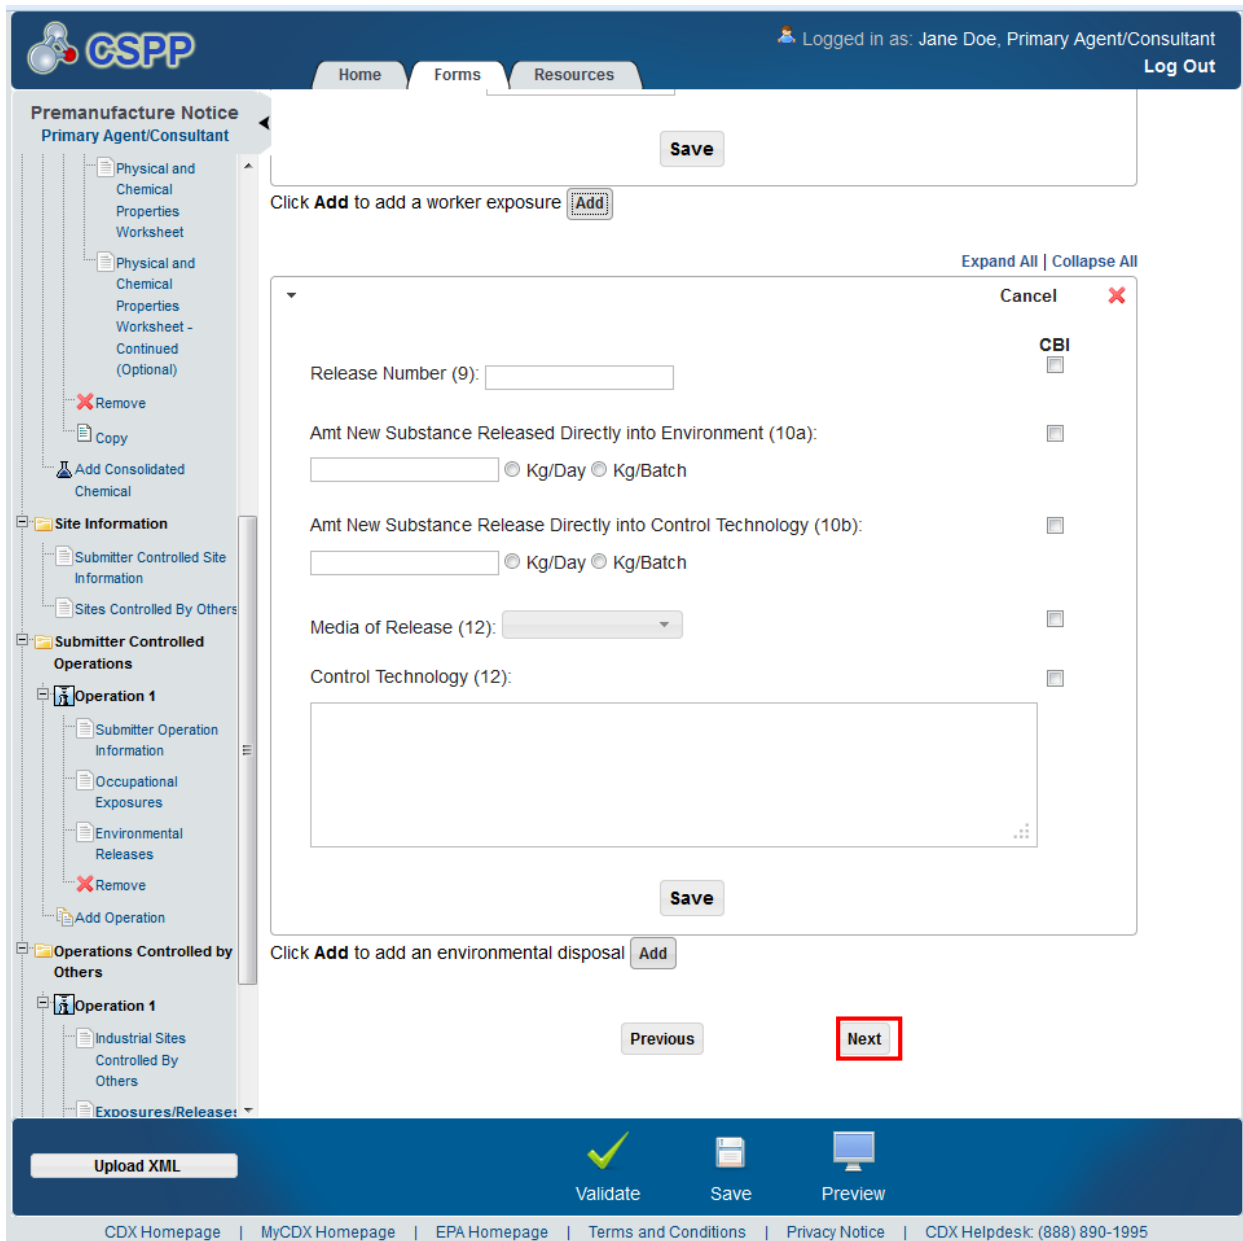 CSPP
Logged in as: Jane Doe, Primary Agent/Consultant
Log Out
Home
Forms
Resources
Premanufacture Notice
Primary Agent/Consultant
Physical and
Chemical
Properties
Worksheet
Physical and
Chemical
Properties
Worksheet -
Continued
(Optional)
Remove
Copy
Add Consolidated
Chemical
Site Information
Submitter Controlled Site
Information
Sites Controlled By Others
Submitter Controlled
Operations
Operation 1
Submitter Operation
Information
Occupational
Exposures
Environmental
Releases
Remove
Add Operation
Operations Controlled by
Others
Operation 1
Industrial Sites
Controlled By
Others
Exposures/Releases
Save
Click Add to add a worker exposure Add
Expand All | Collapse All
Cancel
CBI
Release Number (9):
Amt New Substance Released Directly into Environment (10a):
Kg/Day Kg/Batch
Amt New Substance Release Directly into Control Technology (10b):
Kg/Day Kg/Batch
Media of Release (12):
Control Technology (12):
Save
Click Add to add an environmental disposal Add
Previous
Next
Upload XML
Validate
Save
Preview
CDX Homepage | MyCDX Homepage | EPA Homepage | Terms and Conditions | Privacy Notice | CDX Helpdesk: (888) 890-1995